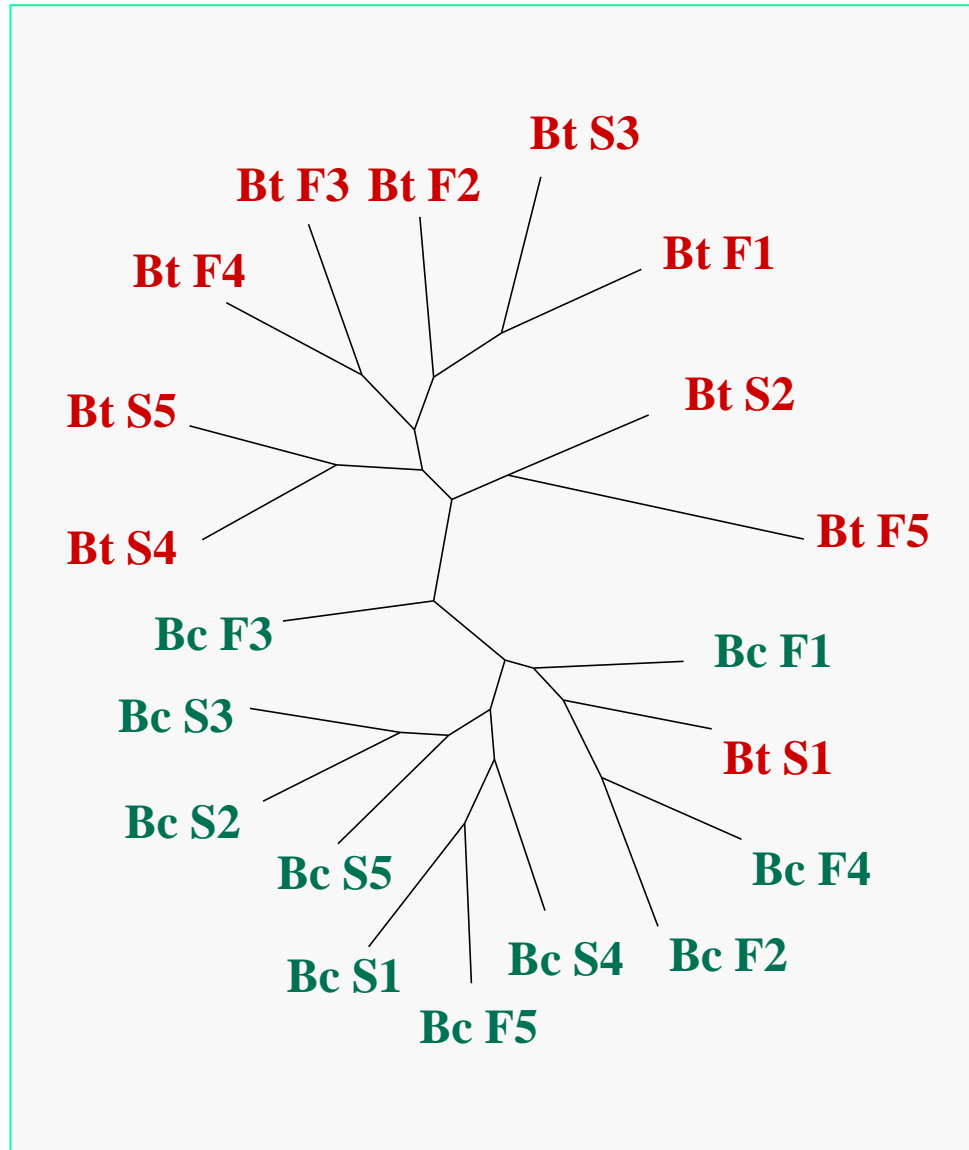 Bt S3
Bt F3 Bt F2
Bt F1
Bt F4
Bt S2
Bt S5
Bt F5
Bt S4
Bc F3
Bc F1
Bc S3
Bt S1
Bc S2
Bc S5
Bc F4
Bc F2
Bc S4
Bc S1
Bc F5